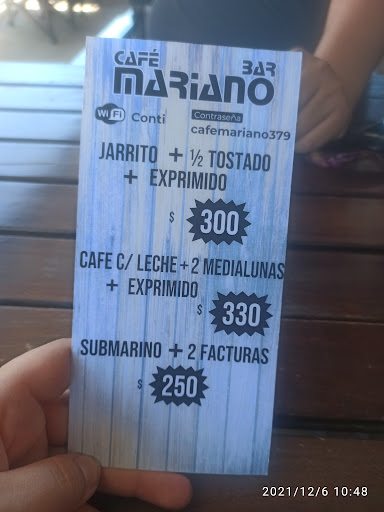 CAFÉ BAR
MARIANO
WiFi Conti Contraseña
cafemariano379
JARRITO + ½ TOSTADO
+ EXPRIMIDO
$ 300
CAFE C/ LECHE + 2 MEDIALUNAS
+ EXPRIMIDO
$ 330
SUBMARINO + 2 FACTURAS
$ 250
2021/12/6 10:48